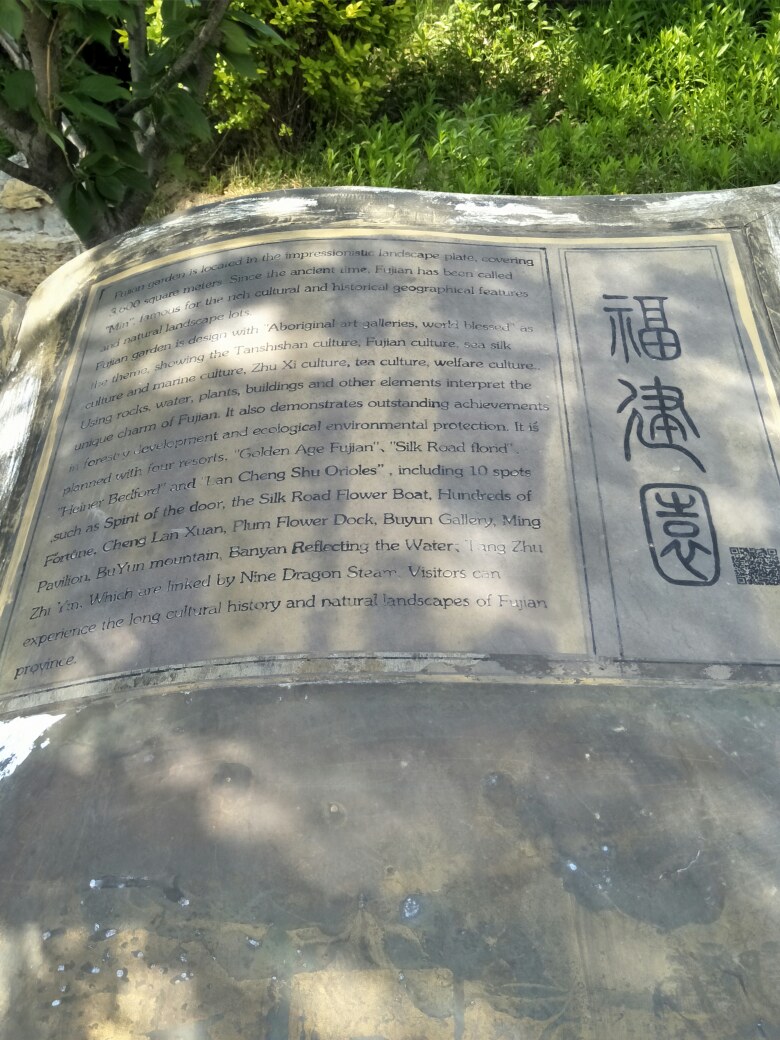 Fujian garden is located in the impressionistic landscape plate, covering
3600 square meters. Since the ancient time, Fujian has been called
"Min", famous for the rich cultural and historical geographical features
and natural landscape lots.
Fujian garden is design with "Aboriginal art galleries, world blessed" as
the theme, showing the Tanshishan culture, Fujian culture, sea silk
culture and marine culture, Zhu Xi culture, tea culture, welfare culture..
Using rocks, water, plants, buildings and other elements interpret the
unique charm of Fujian. It also demonstrates outstanding achievements
in forestry development and ecological environmental protection. It is
planned with four resorts, "Golden Age Fujian"、"Silk Road florid"、
"Heiner Bedford" and "Lan Cheng Shu Orioles" , including 10 spots
such as Spirit of the door, the Silk Road Flower Boat, Hundreds of
Fortune, Cheng Lan Xuan, Plum Flower Dock, Buyun Gallery, Ming
Pavilion, BuYun mountain, Banyan Reflecting the Water, Zhu
Zhi Yin. Which are linked by Nine Dragon Steam. Visitors can
experience the long cultural history and natural landscapes of Fujian
province.
福建园